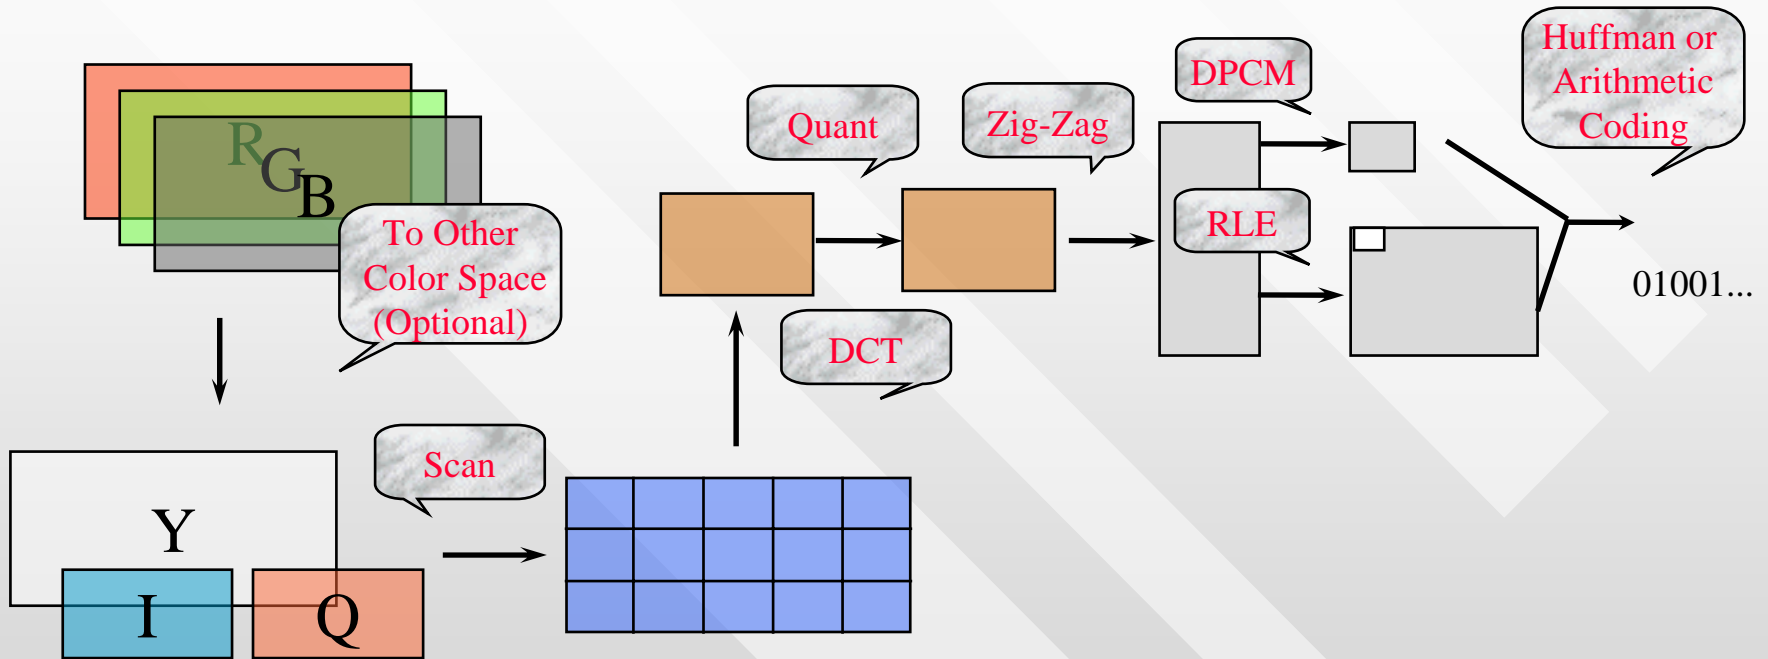 R
G
B
To Other
Color Space
(Optional)
Y
I
Q
Scan
DCT
Quant
Zig-Zag
DPCM
RLE
Huffman or
Arithmetic
Coding
01001...